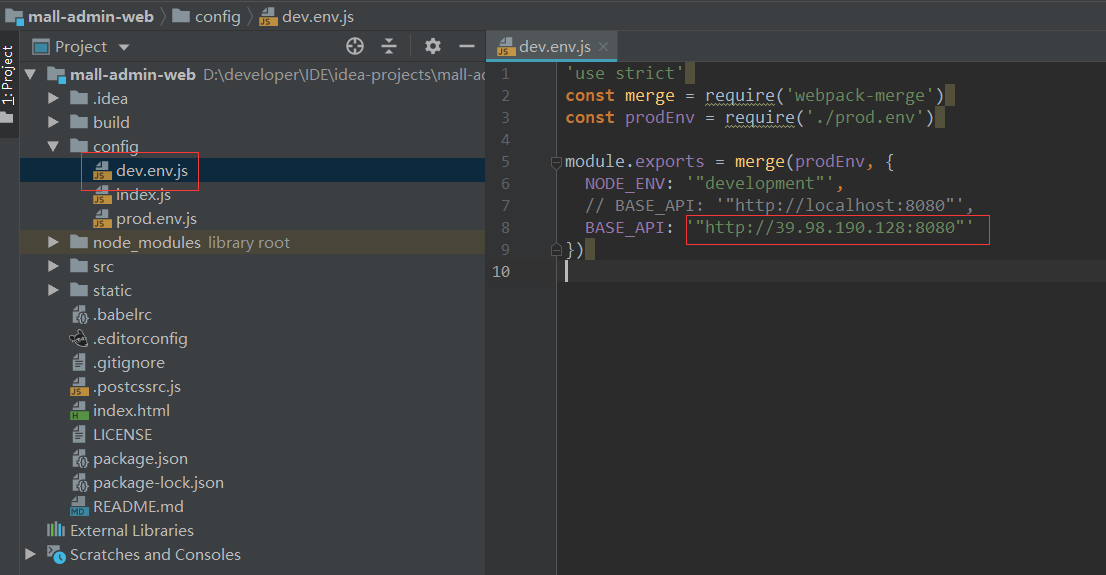 mall-admin-web config dev.env.js
1: Project
Project
mall-admin-web D:\developer\IDE\idea-projects\mall-ad
.idea
build
config
dev.env.js
index.js
prod.env.js
node_modules library root
src
static
.babelrc
.editorconfig
.gitignore
.postcssrc.js
index.html
LICENSE
package.json
package-lock.json
README.md
External Libraries
Scratches and Consoles
dev.env.js
1 'use strict'
2 const merge = require('webpack-merge')
3 const prodEnv = require('./prod.env')
4
5 module.exports = merge(prodEnv, {
6 NODE_ENV: '"development"',
7 // BASE_API: '"http://localhost:8080"',
8 BASE_API: '"http://39.98.190.128:8080"'
9 })
10